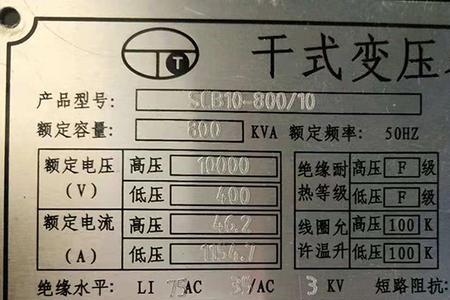 T
干式变压
产品型号: SCB10-800/10
额定容量: 800 KVA 额定频率: 50HZ
额定电压 (V) 高压 10000 绝缘耐热等级 高压 F 级
低压 400 低压 F 级
额定电流 (A) 高压 46.2 线圈允许温升 高压 100 K
低压 1154.7 低压 100 K
绝缘水平: LI 75 AC 35/AC 3 KV 短路阻抗: